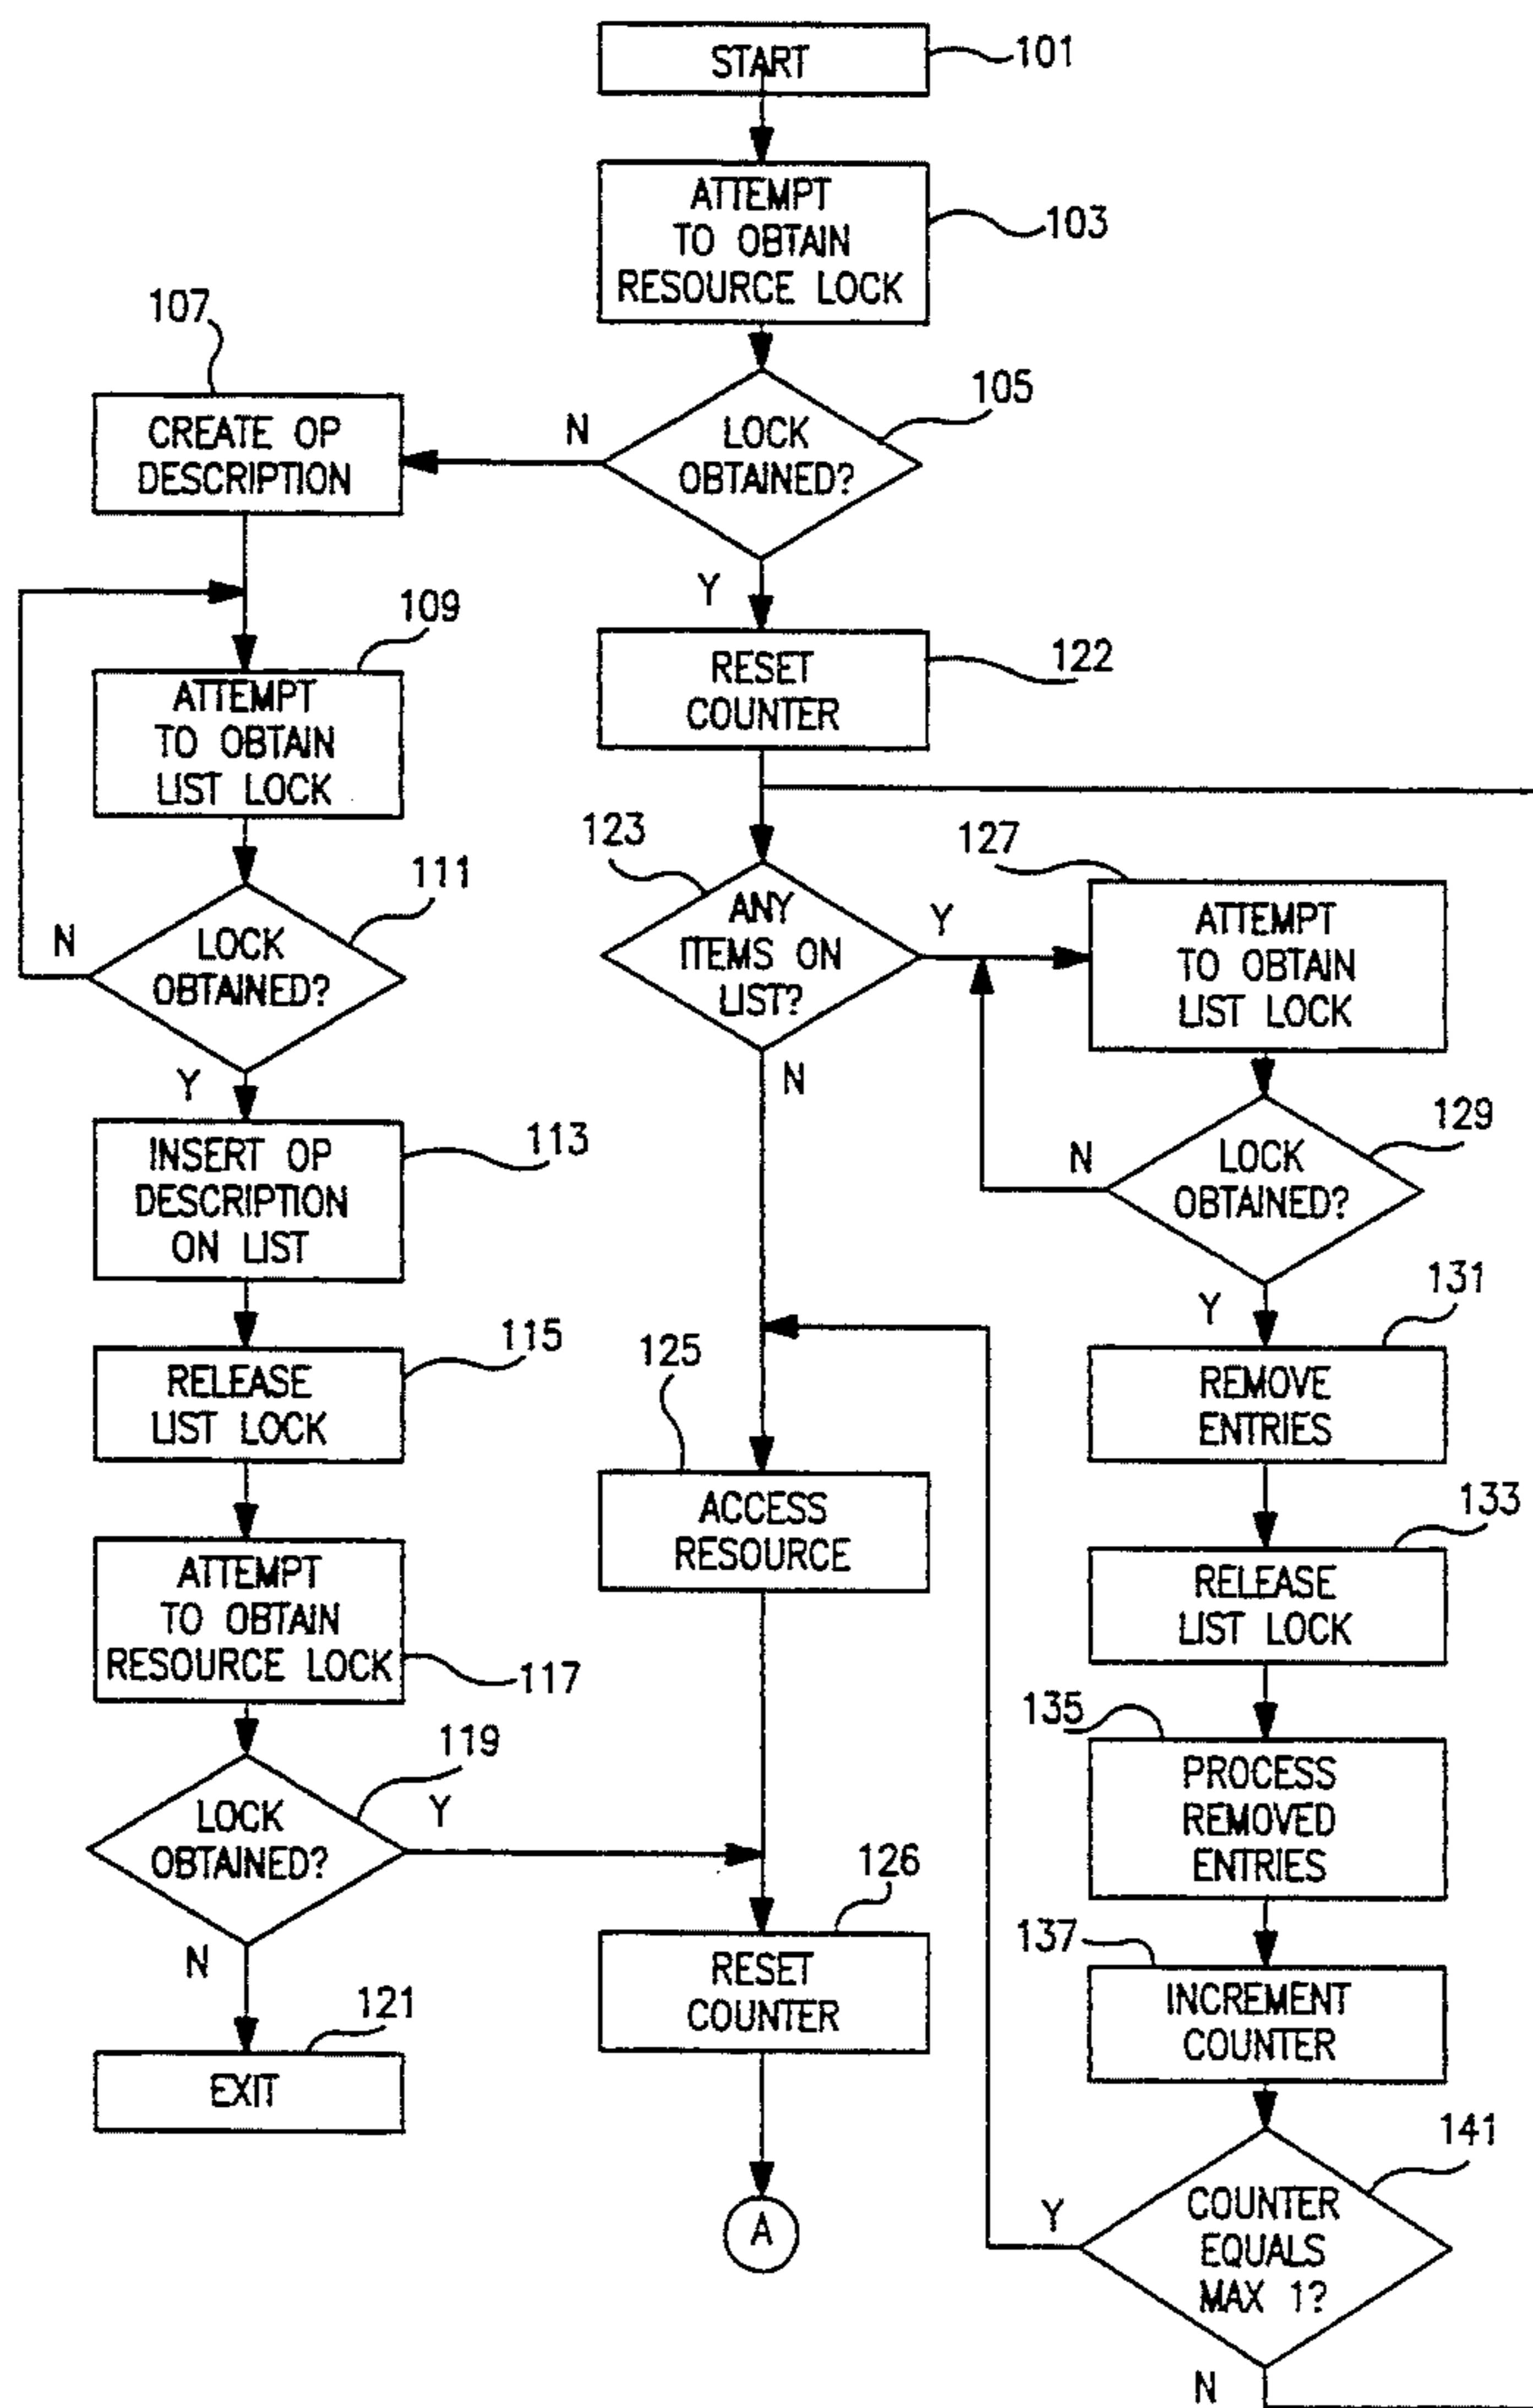 START
101
ATTEMPT
TO OBTAIN
RESOURCE LOCK
103
LOCK
OBTAINED?
105
N
Y
107
CREATE OP
DESCRIPTION
109
ATTEMPT
TO OBTAIN
LIST LOCK
111
LOCK
OBTAINED?
N
Y
INSERT OP
DESCRIPTION
ON LIST
113
RELEASE
LIST LOCK
115
ATTEMPT
TO OBTAIN
RESOURCE LOCK
117
LOCK
OBTAINED?
119
Y
N
121
EXIT
RESET
COUNTER
122
123
ANY
ITEMS ON
LIST?
Y
N
125
ACCESS
RESOURCE
126
RESET
COUNTER
A
127
ATTEMPT
TO OBTAIN
LIST LOCK
129
LOCK
OBTAINED?
N
Y
131
REMOVE
ENTRIES
133
RELEASE
LIST LOCK
135
PROCESS
REMOVED
ENTRIES
137
INCREMENT
COUNTER
141
COUNTER
EQUALS
MAX 1?
Y
N